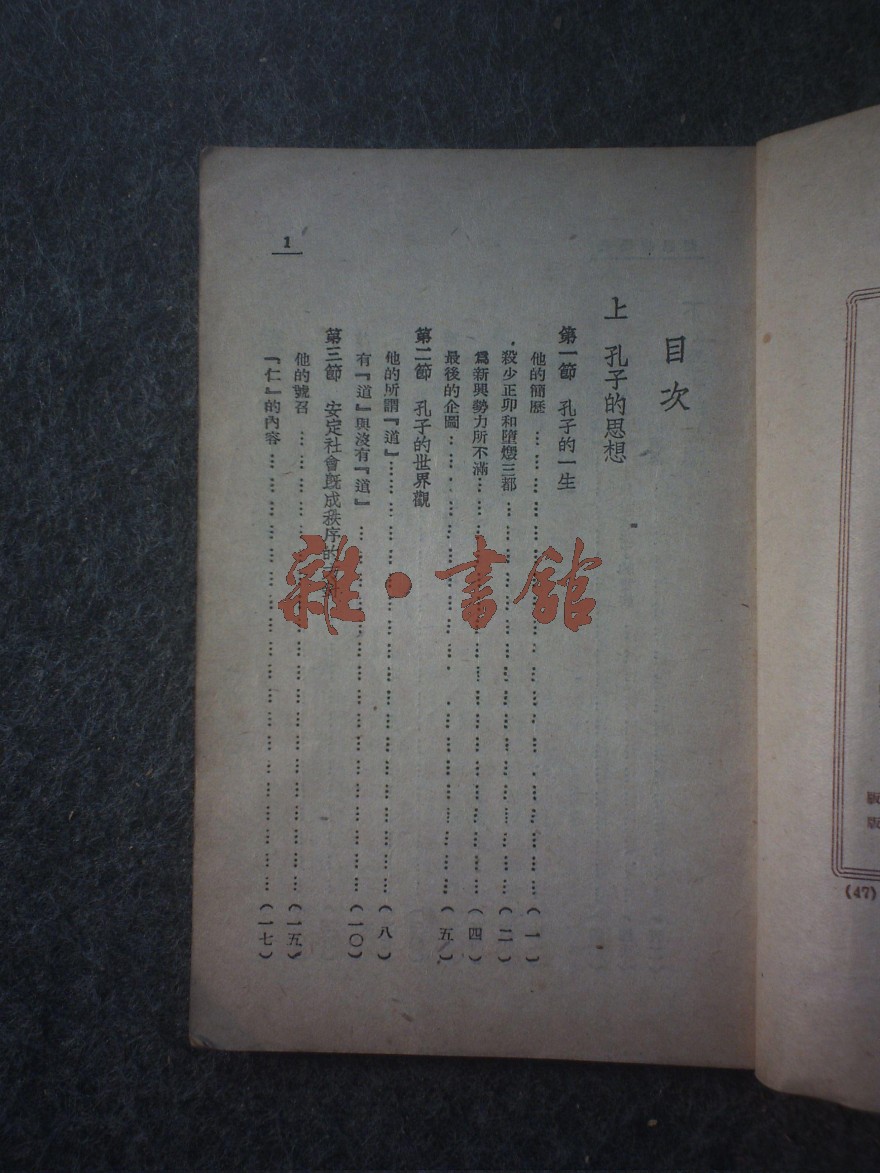 1
目次
上 孔子的思想
第一節 孔子的一生
他的簡歷……(一)
殺少正卯和墮燬三都……(二)
爲新興勢力所不滿……(四)
最後的企圖……(五)
第二節 孔子的世界觀
他的所謂『道』……(八)
有『道』與沒有『道』……(一〇)
第三節 安定社會旣成秩序的
他的號召……(一五)
『仁』的內容……(一七)
雜·書館
版
版
(47)